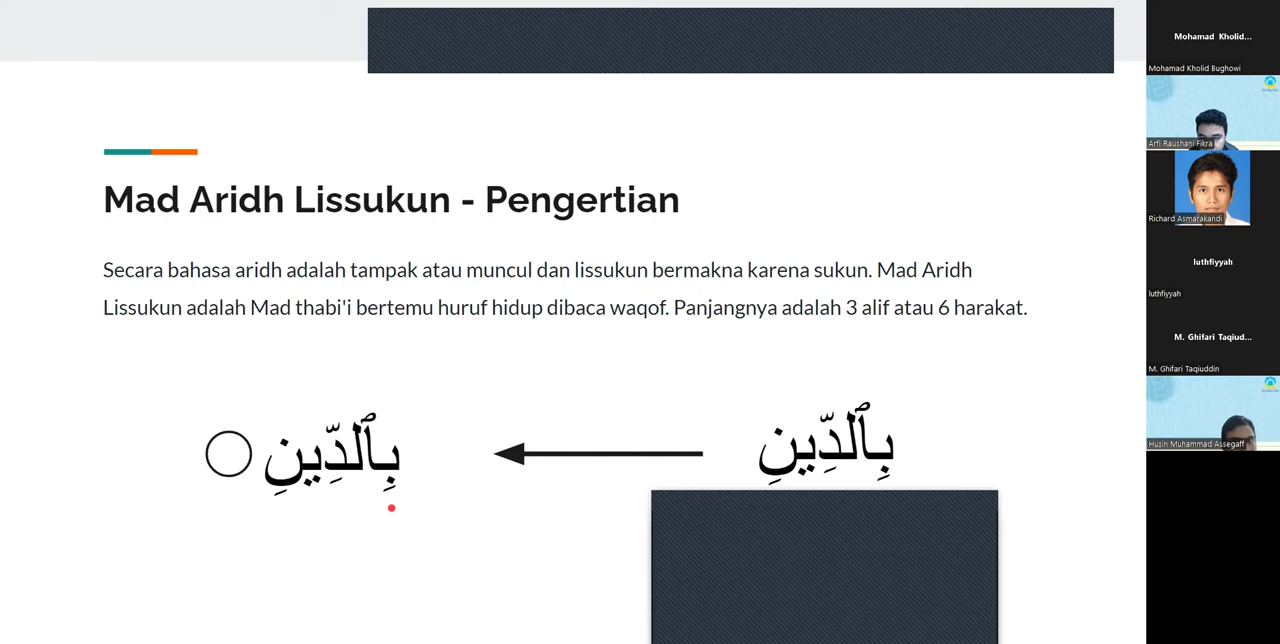 Mad Aridh Lissukun - Pengertian
Secara bahasa aridh adalah tampak atau muncul dan lissukun bermakna karena sukun. Mad Aridh
Lissukun adalah Mad thabi'i bertemu huruf hidup dibaca waqof. Panjangnya adalah 3 alif atau 6 harakat.
بِٱلدِّينِ
بِٱلدِّينِ
Mohamad Kholid...
Mohamad Kholid Bughowi
Arfi Raushani Fikra
Richard Asmarakandi
luthfiyyah
luthfiyyah
M. Ghifari Taqiud...
M. Ghifari Taqiuddin
Husin Muhammad Assegaff